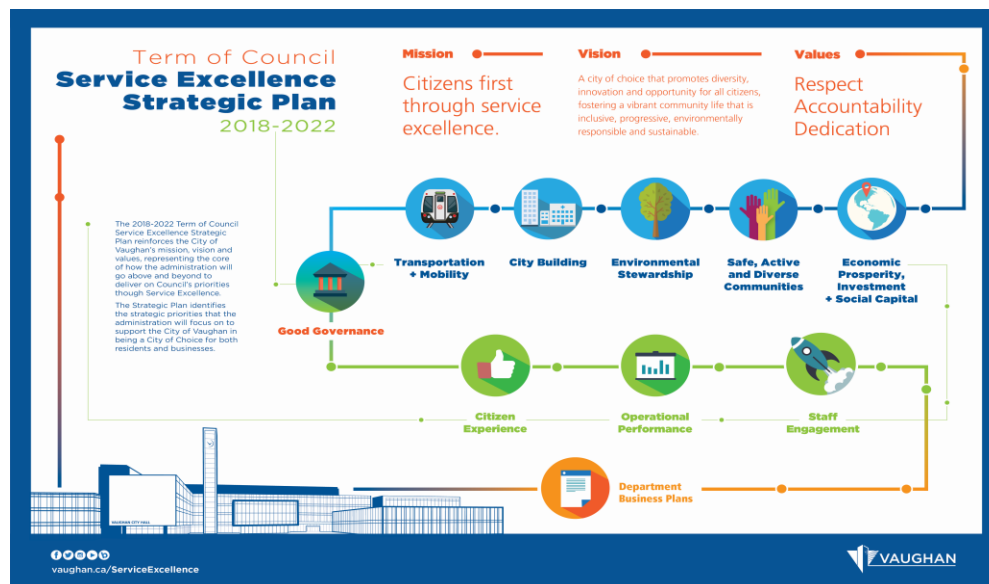 Term of Council
Service Excellence
Strategic Plan
2018-2022
Mission
Citizens first
through service
excellence.
Vision
A city of choice that promotes diversity,
innovation and opportunity for all citizens,
fostering a vibrant community life that is
inclusive, progressive, environmentally
responsible and sustainable.
Values
Respect
Accountability
Dedication
The 2018-2022 Term of Council
Service Excellence Strategic
Plan reinforces the City of
Vaughan's mission, vision and
values, representing the core
of how the administration will
go above and beyond to
deliver on Council's priorities
though Service Excellence.
The Strategic Plan identifies
the strategic priorities that the
administration will focus on to
support the City of Vaughan in
being a City of Choice for both
residents and businesses.
Good Governance
Transportation
+ Mobility
City Building
Environmental
Stewardship
Safe, Active
and Diverse
Communities
Economic
Prosperity,
Investment
+ Social Capital
Citizen
Experience
Operational
Performance
Staff
Engagement
Department
Business Plans
VAUGHAN CITY HALL
vaughan.ca/ServiceExcellence
VAUGHAN